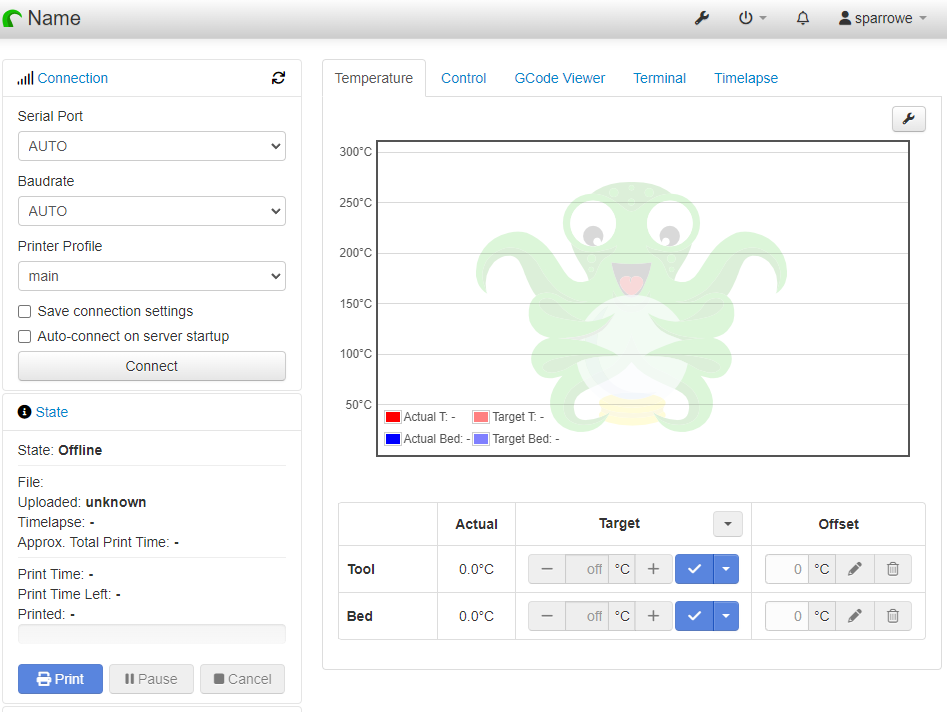 Name
sparrowe
Connection
Serial Port
AUTO
Baudrate
AUTO
Printer Profile
main
Save connection settings
Auto-connect on server startup
Connect
State
State: Offline
File:
Uploaded: unknown
Timelapse: -
Approx. Total Print Time: -
Print Time: -
Print Time Left: -
Printed: -
Print Pause Cancel
Temperature Control GCode Viewer Terminal Timelapse
300°C
250°C
200°C
150°C
100°C
50°C
Actual T: - Target T: -
Actual Bed: - Target Bed: -
Actual Target Offset
Tool 0.0°C off °C 0 °C
Bed 0.0°C off °C 0 °C